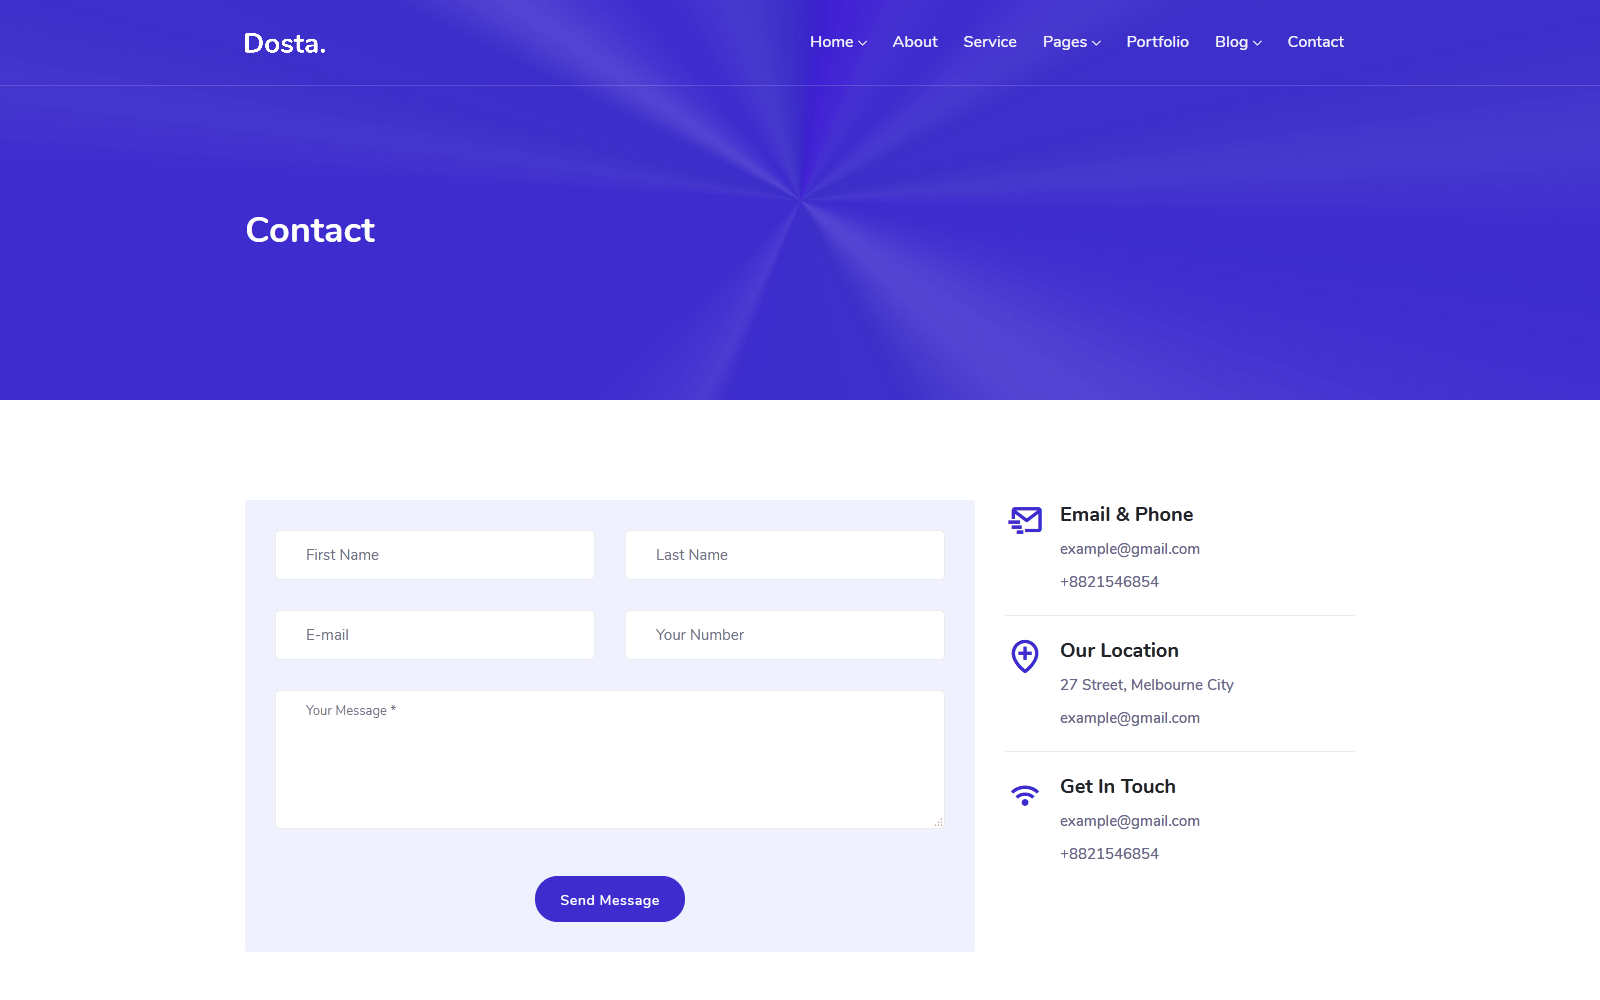 Dosta.
Home About Service Pages Portfolio Blog Contact
Contact
First Name
Last Name
E-mail
Your Number
Your Message *
Send Message
Email & Phone
example@gmail.com
+8821546854
Our Location
27 Street, Melbourne City
example@gmail.com
Get In Touch
example@gmail.com
+8821546854